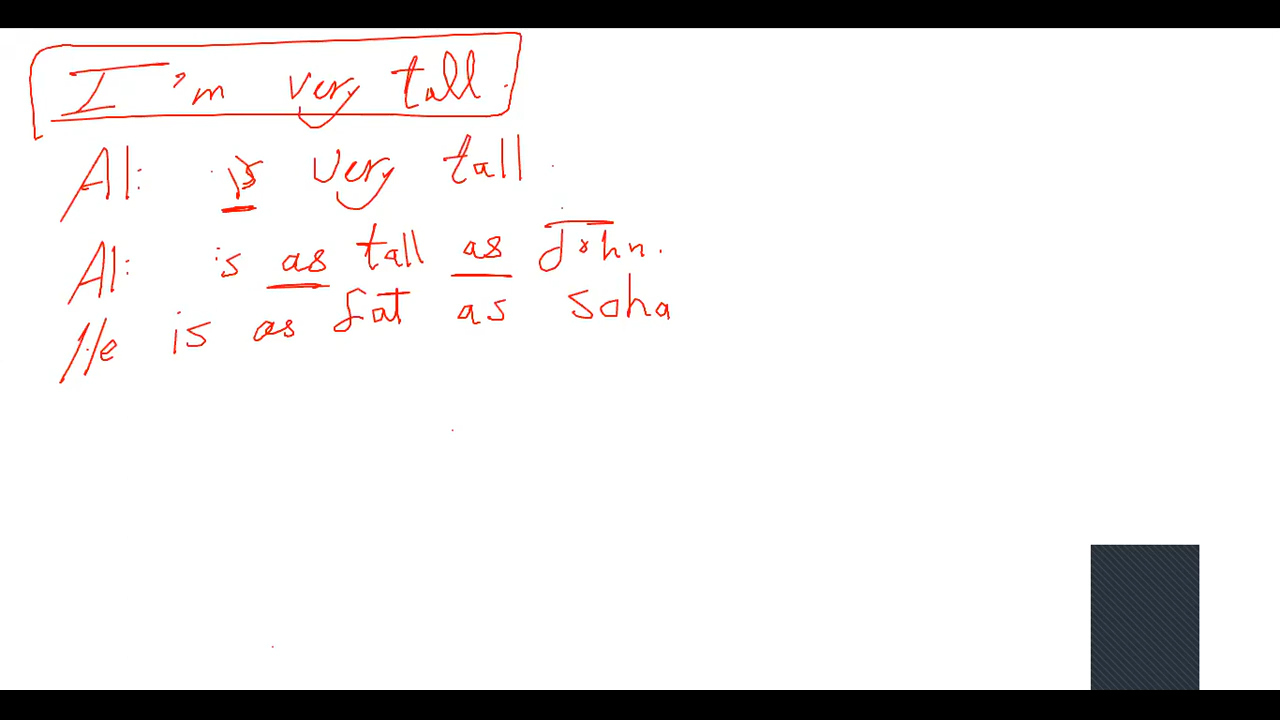 I'm very tall.
Ali is very tall.
Ali is as tall as John.
He is as fat as soha